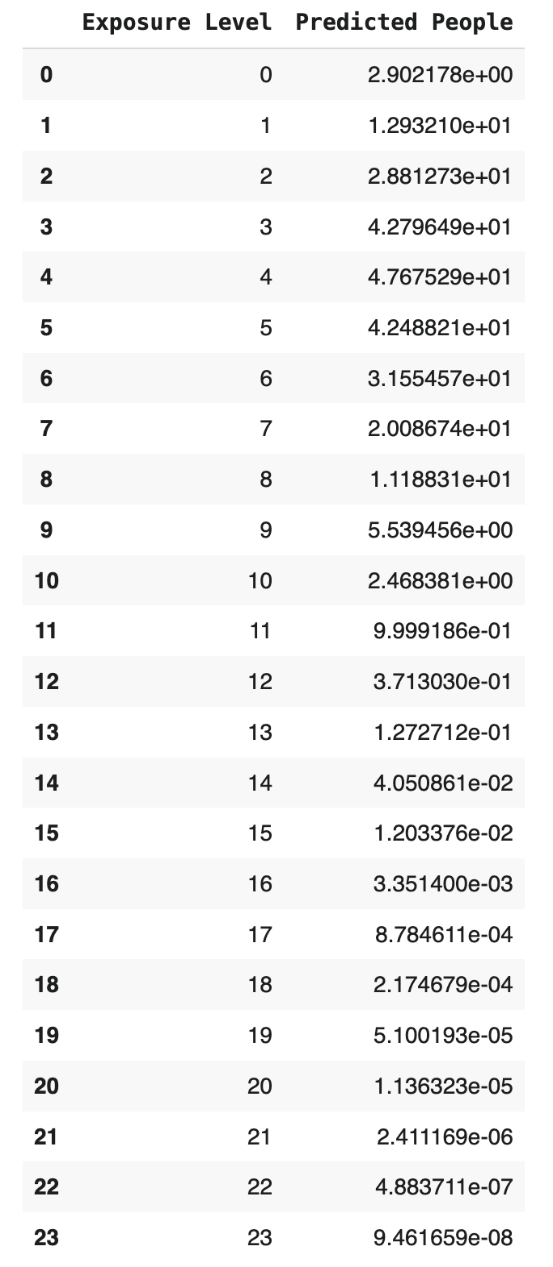 Exposure Level Predicted People
0 0 2.902178e+00
1 1 1.293210e+01
2 2 2.881273e+01
3 3 4.279649e+01
4 4 4.767529e+01
5 5 4.248821e+01
6 6 3.155457e+01
7 7 2.008674e+01
8 8 1.118831e+01
9 9 5.539456e+00
10 10 2.468381e+00
11 11 9.999186e-01
12 12 3.713030e-01
13 13 1.272712e-01
14 14 4.050861e-02
15 15 1.203376e-02
16 16 3.351400e-03
17 17 8.784611e-04
18 18 2.174679e-04
19 19 5.100193e-05
20 20 1.136323e-05
21 21 2.411169e-06
22 22 4.883711e-07
23 23 9.461659e-08